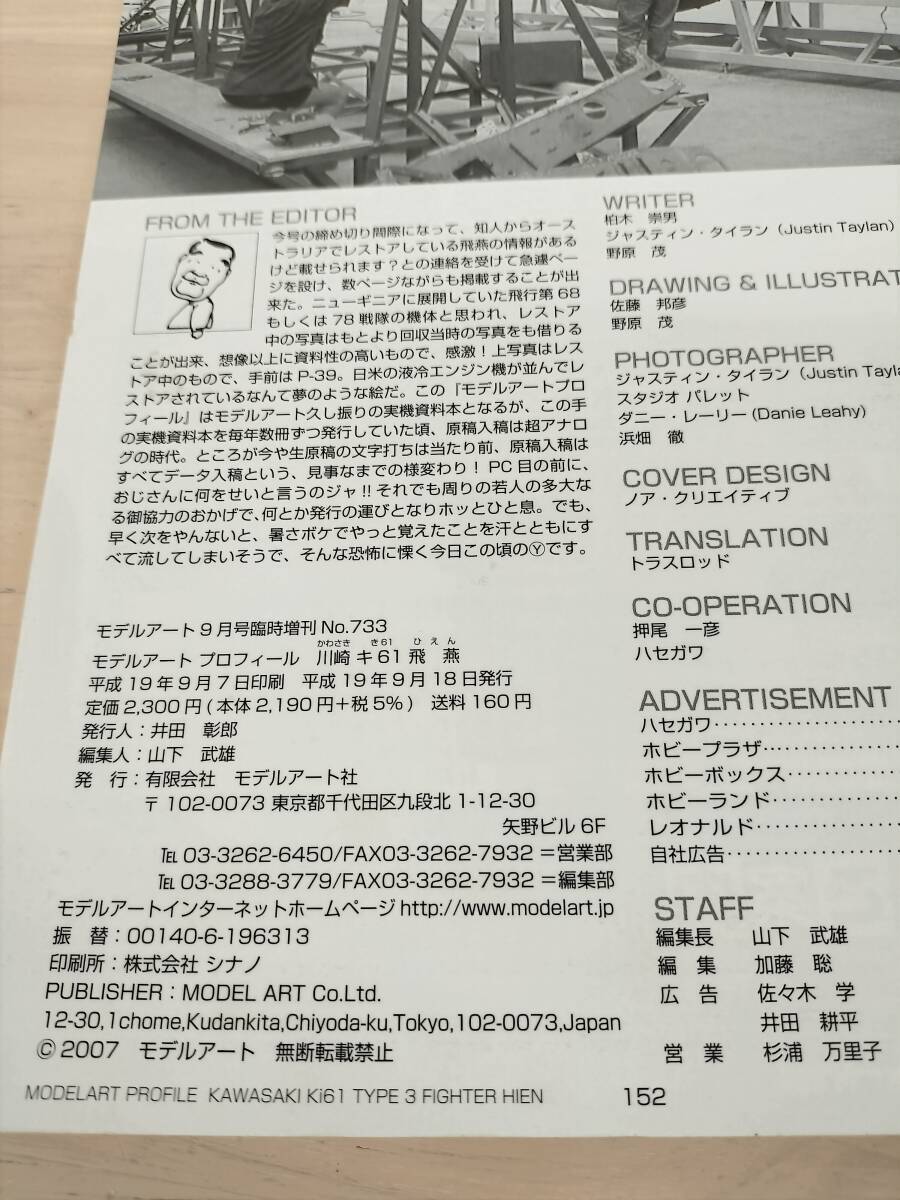 FROM THE EDITOR
今号の締め切り間際になって、知人からオース
トラリアでレストアしている飛燕の情報がある
けど載せられます?との連絡を受けて急遽ペー
ジを設け、数ページながらも掲載することが出
来た。ニューギニアに展開していた飛行第68
もしくは78戦隊の機体と思われ、レストア
中の写真はもとより回収当時の写真をも借りる
ことが出来、想像以上に資料性の高いもので、感激!上写真はレス
トア中のもので、手前はP-39。日米の液冷エンジン機が並んでレ
ストアされているなんて夢のような絵だ。この『モデルアートプロ
フィール』はモデルアート久し振りの実機資料本となるが、この手
の実機資料本を毎年数冊ずつ発行していた頃、原稿入稿は超アナロ
グの時代。ところが今や生原稿の文字打ちは当たり前、原稿入稿は
すべてデータ入稿という、見事なまでの様変わり!PC目の前に、
おじさんに何をせいと言うのジャ!!それでも周りの若人の多大な
る御協力のおかげで、何とか発行の運びとなりホッとひと息。でも、
早く次をやんないと、暑さボケでやっと覚えたことを汗とともにす
べて流してしまいそうで、そんな恐怖に慄く今日この頃のⓎです。
モデルアート9月号臨時増刊No.733
かわさき き61 ひえん
モデルアート プロフィール 川崎 キ61 飛 燕
平成19年9月7日印刷 平成19年9月18日発行
定価2,300円(本体2,190円+税5%) 送料160円
発行人:井田 彰郎
編集人:山下 武雄
発 行:有限会社 モデルアート社
〒102-0073 東京都千代田区九段北1-12-30
矢野ビル6F
℡ 03-3262-6450/FAX03-3262-7932=営業部
℡ 03-3288-3779/FAX03-3262-7932=編集部
モデルアートインターネットホームページhttp://www.modelart.jp
振 替:00140-6-196313
印刷所:株式会社 シナノ
PUBLISHER:MODEL ART Co.Ltd.
12-30,1chome,Kudankita,Chiyoda-ku,Tokyo,102-0073,Japan
©2007 モデルアート 無断転載禁止
MODELART PROFILE KAWASAKI Ki61 TYPE 3 FIGHTER HIEN 152
WRITER
柏木 崇男
ジャスティン・タイラン(Justin Taylan)
野原 茂
DRAWING & ILLUSTRAT
佐藤 邦彦
野原 茂
PHOTOGRAPHER
ジャスティン・タイラン(Justin Tayla
スタジオ パレット
ダニー・レーリー(Danie Leahy)
浜畑 徹
COVER DESIGN
ノア・クリエイティブ
TRANSLATION
トラスロッド
CO-OPERATION
押尾 一彦
ハセガワ
ADVERTISEMENT
ハセガワ
ホビープラザ
ホビーボックス
ホビーランド
レオナルド
自社広告
STAFF
編集長 山下 武雄
編 集 加藤 聡
広 告 佐々木 学
井田 耕平
営 業 杉浦 万里子